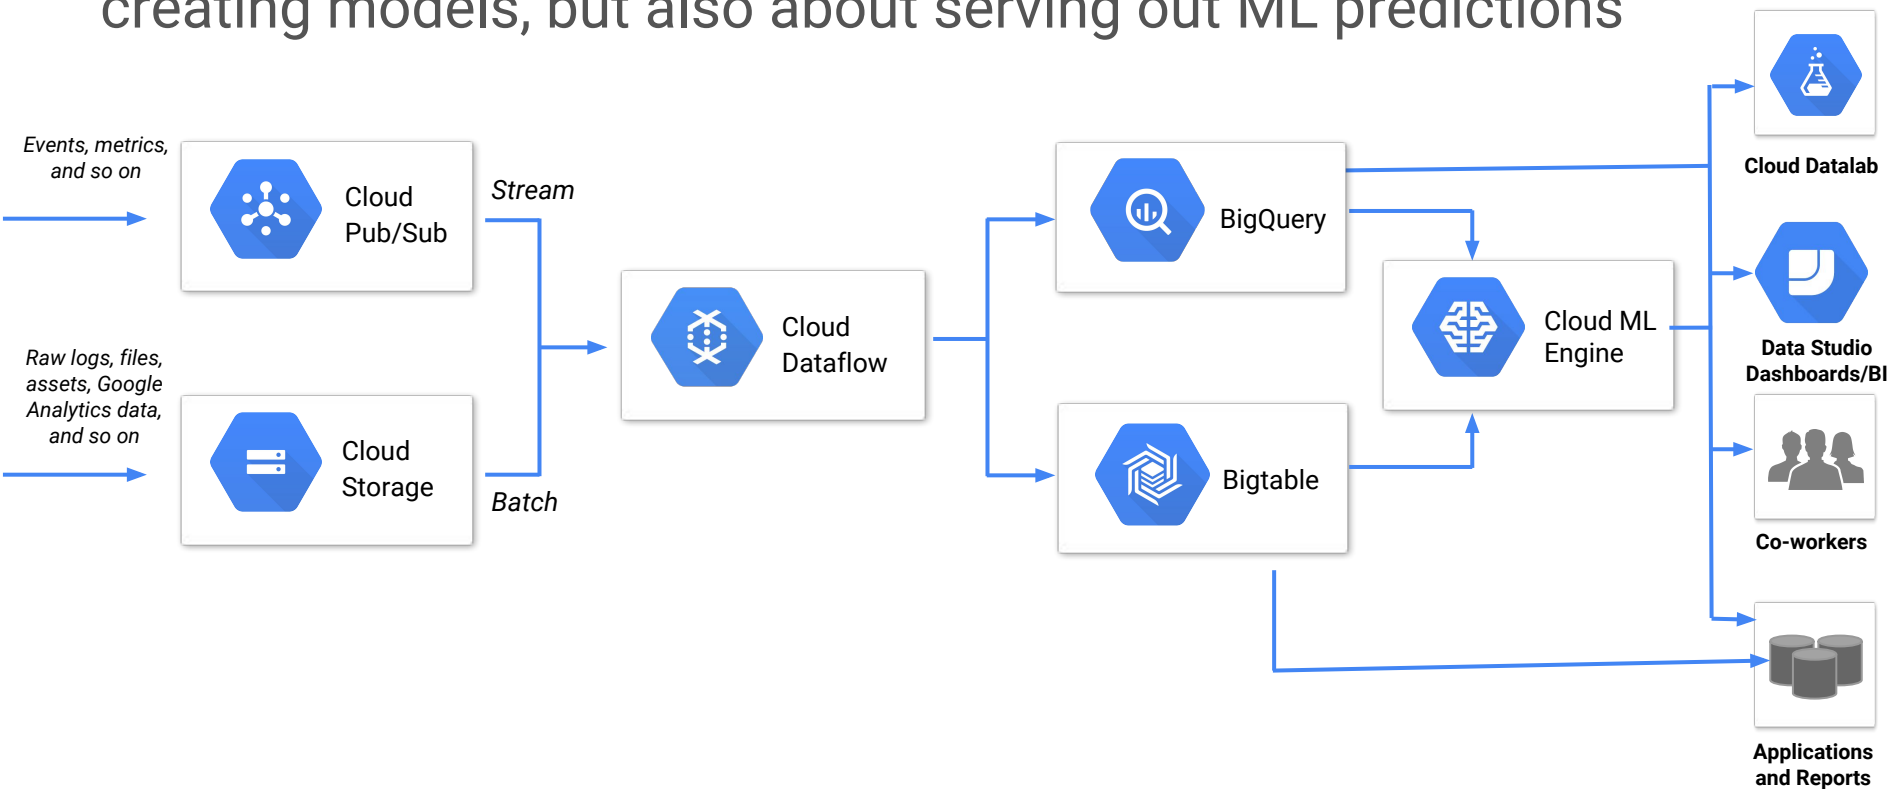 creating models, but also about serving out ML predictions
Events, metrics,
and so on
Cloud
Pub/Sub
Stream
Raw logs, files,
assets, Google
Analytics data,
and so on
Cloud
Storage
Batch
Cloud
Dataflow
BigQuery
Bigtable
Cloud ML
Engine
Cloud Datalab
Data Studio
Dashboards/BI
Co-workers
Applications
and Reports